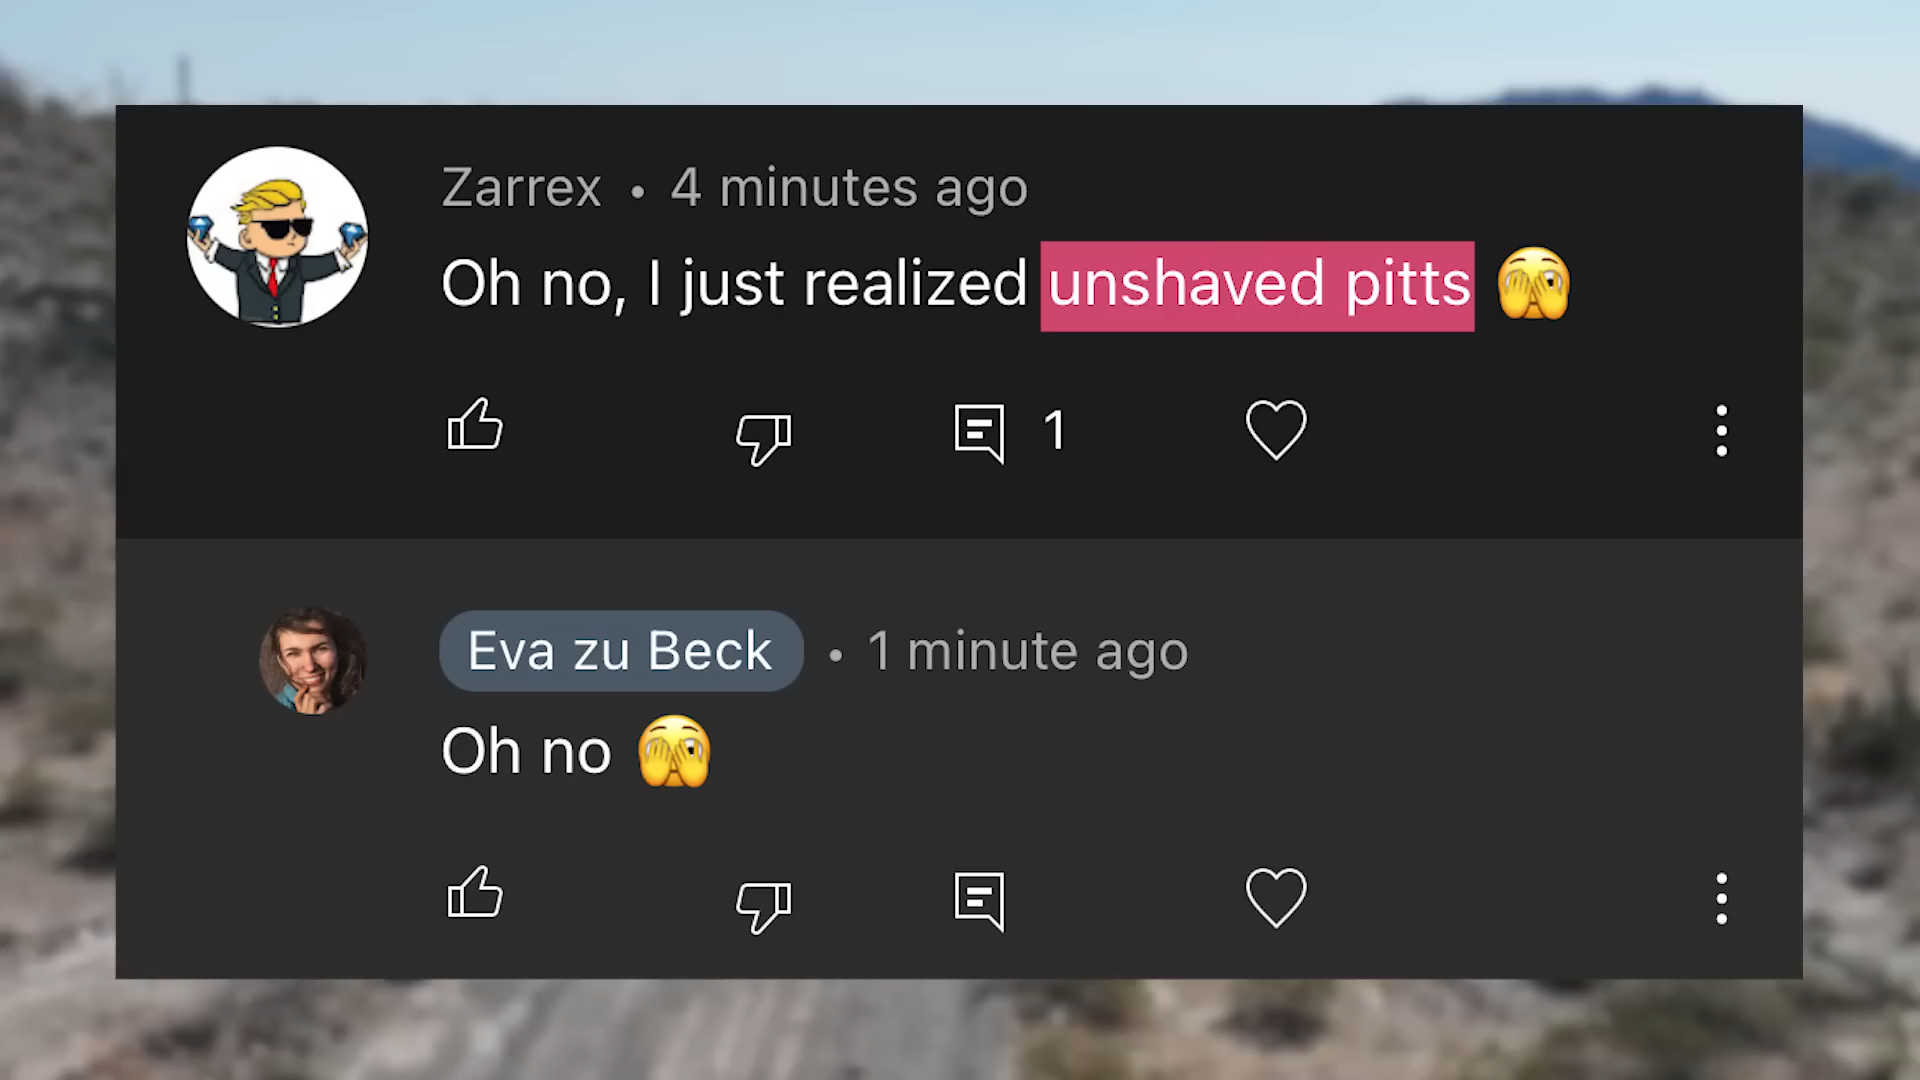 Zarrex • 4 minutes ago
Oh no, I just realized unshaved pitts 🫣
1
Eva zu Beck • 1 minute ago
Oh no 🫣